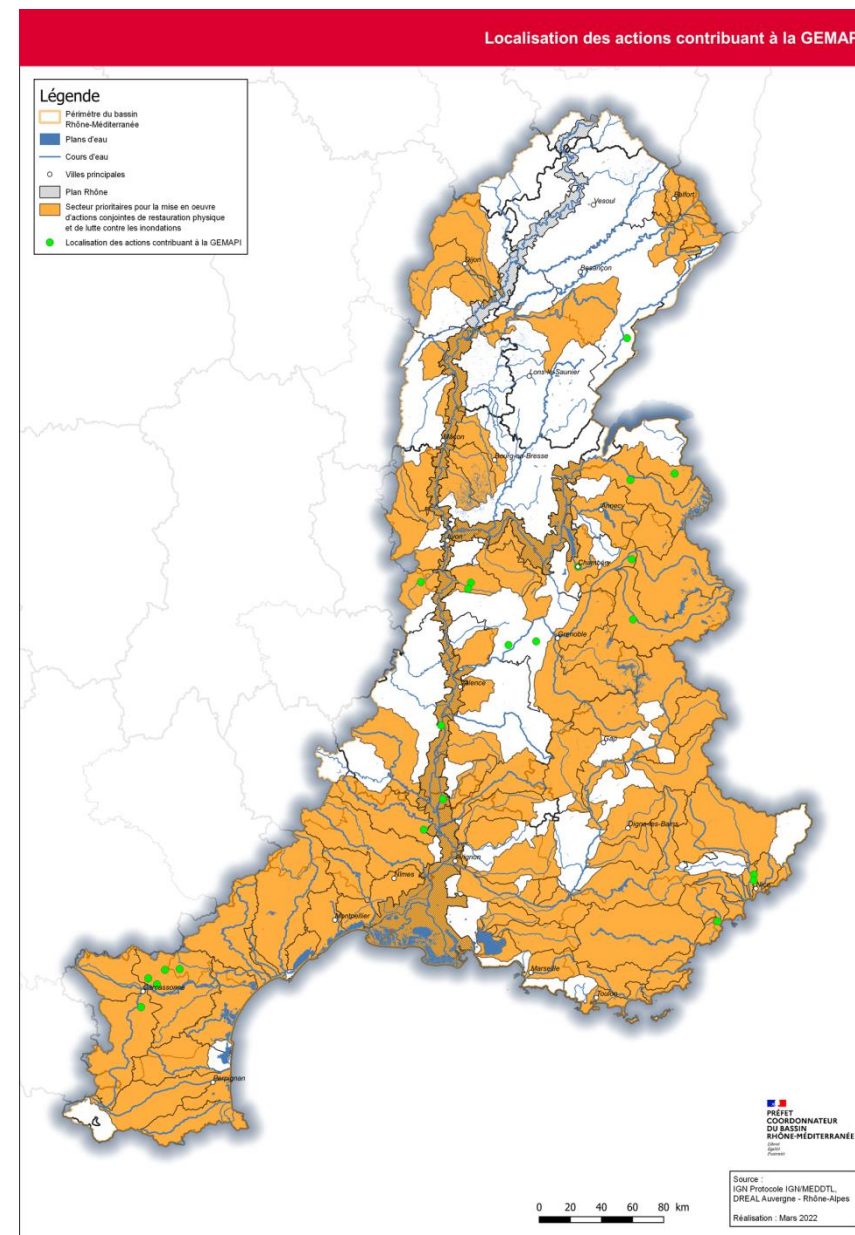 Localisation des actions contribuant à la GEMAPI
Légende
Périmètre du bassin
Rhône-Méditerranée
Plans d'eau
Cours d'eau
Villes principales
Plan Rhône
Secteur prioritaires pour la mise en oeuvre
d'actions conjointes de restauration physique
et de lutte contre les inondations
Localisation des actions contribuant à la GEMAPI
Belfort
Vesoul
Dijon
Besançon
Lons-le-Saunier
Mâcon
Bourg-en-Bresse
Annecy
Lyon
Chambéry
Grenoble
Valence
Gap
Digne-les-Bains
Avignon
Nîmes
Nice
Montpellier
Marseille
Carcassonne
Toulon
Perpignan
PRÉFET
COORDONNATEUR
DU BASSIN
RHÔNE-MÉDITERRANÉE
Liberté
Égalité
Fraternité
Source :
IGN Protocole IGN/MEDDTL,
DREAL Auvergne - Rhône-Alpes
Réalisation : Mars 2022
0 20 40 60 80 km